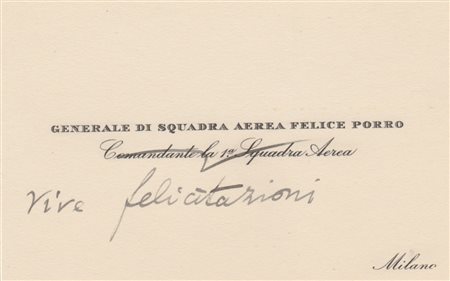 GENERALE DI SQUADRA AEREA FELICE PORRO
Comandante la 1ª Squadra Aerea
Vive felicitazioni
Milano